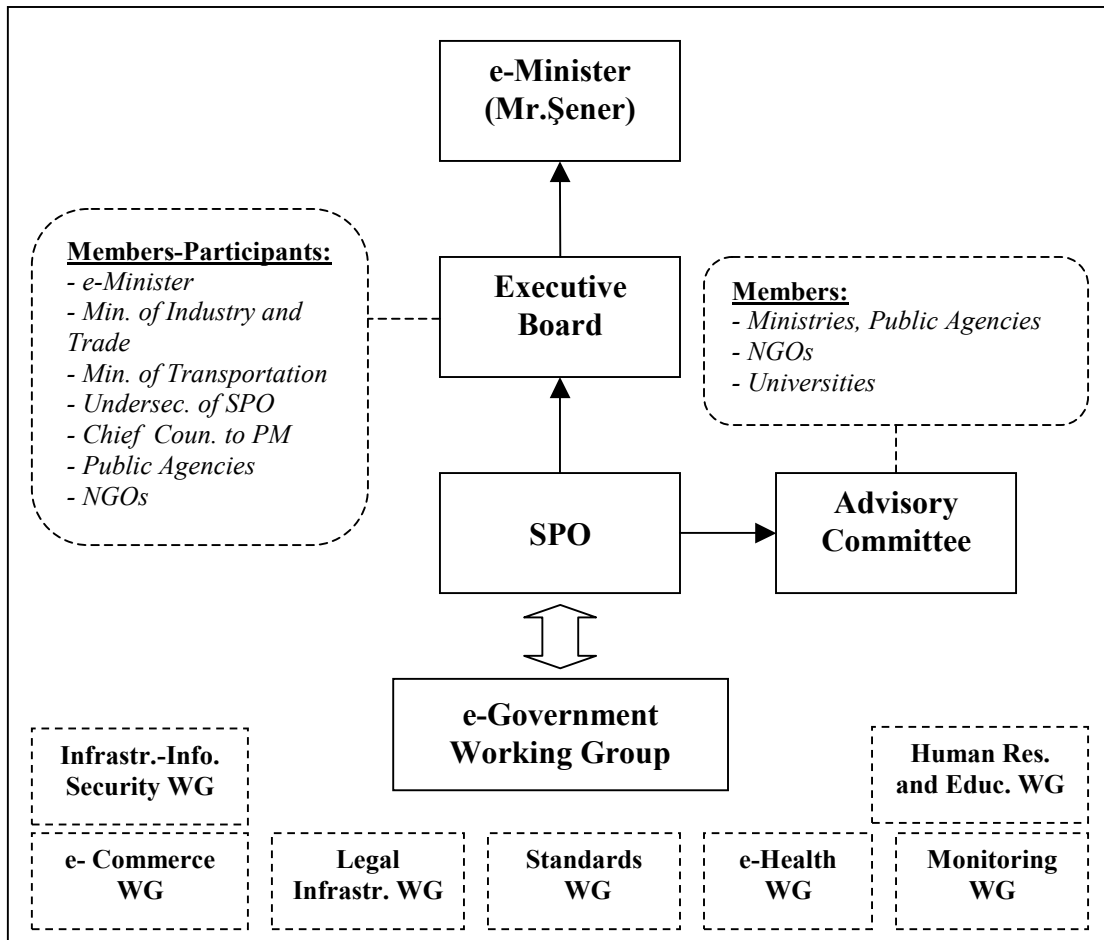 e-Minister
(Mr.Şener)
Members-Participants:
- e-Minister
- Min. of Industry and
Trade
- Min. of Transportation
- Undersec. of SPO
- Chief Coun. to PM
- Public Agencies
- NGOs
Executive
Board
Members:
- Ministries, Public Agencies
- NGOs
- Universities
SPO
Advisory
Committee
e-Government
Working Group
Infrastr.-Info.
Security WG
Human Res.
and Educ. WG
e- Commerce
WG
Legal
Infrastr. WG
Standards
WG
e-Health
WG
Monitoring
WG